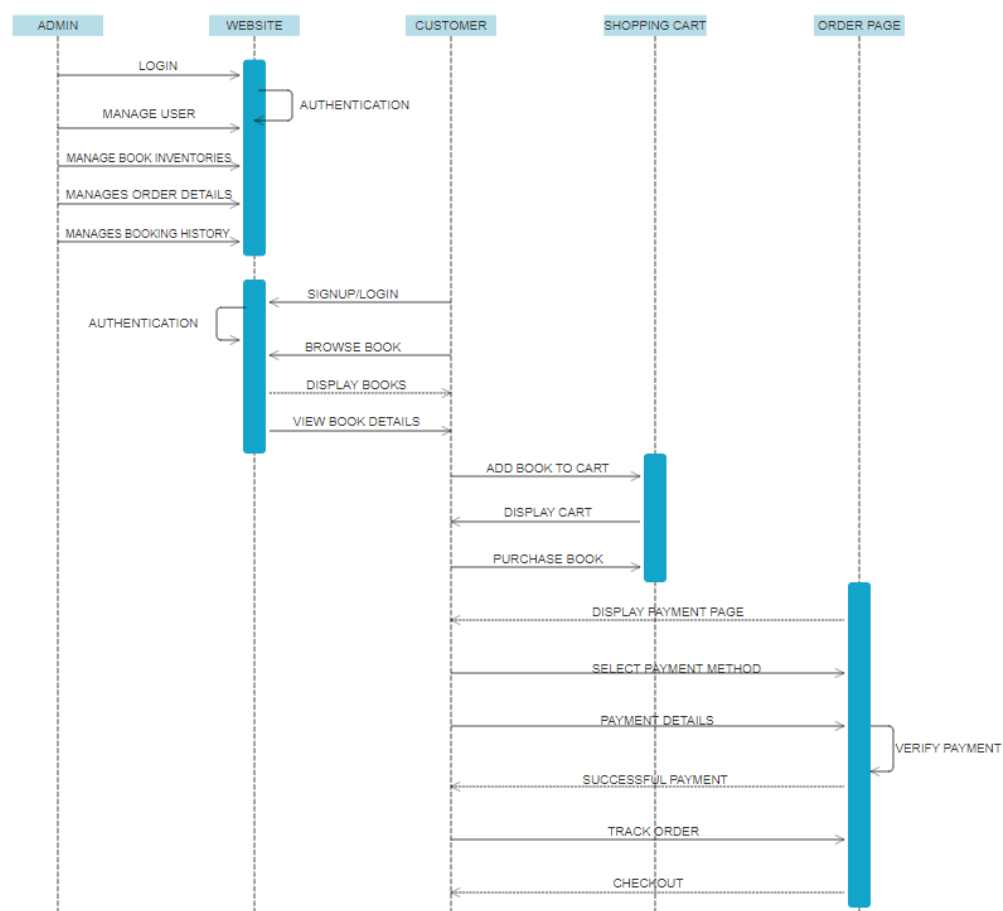 ADMIN
WEBSITE
CUSTOMER
SHOPPING CART
ORDER PAGE
LOGIN
AUTHENTICATION
MANAGE USER
MANAGE BOOK INVENTORIES
MANAGES ORDER DETAILS
MANAGES BOOKING HISTORY
SIGNUP/LOGIN
AUTHENTICATION
BROWSE BOOK
DISPLAY BOOKS
VIEW BOOK DETAILS
ADD BOOK TO CART
DISPLAY CART
PURCHASE BOOK
DISPLAY PAYMENT PAGE
SELECT PAYMENT METHOD
PAYMENT DETAILS
VERIFY PAYMENT
SUCCESSFUL PAYMENT
TRACK ORDER
CHECKOUT